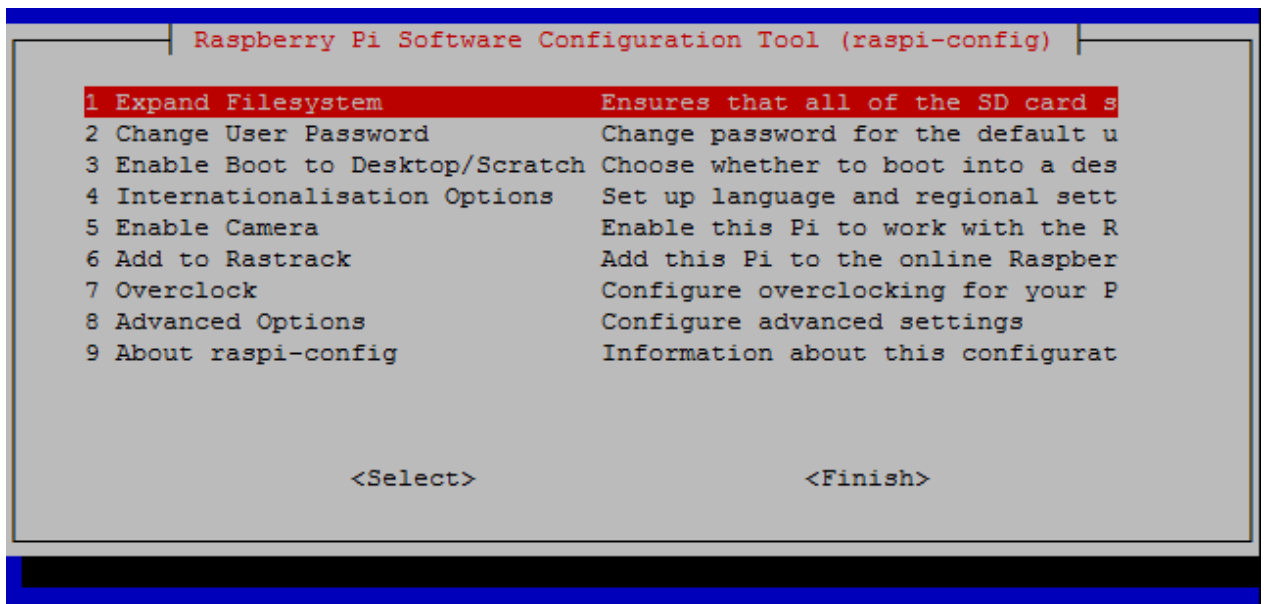 Raspberry Pi Software Configuration Tool (raspi-config)
1 Expand Filesystem Ensures that all of the SD card s
2 Change User Password Change password for the default u
3 Enable Boot to Desktop/Scratch Choose whether to boot into a des
4 Internationalisation Options Set up language and regional sett
5 Enable Camera Enable this Pi to work with the R
6 Add to Rastrack Add this Pi to the online Raspber
7 Overclock Configure overclocking for your P
8 Advanced Options Configure advanced settings
9 About raspi-config Information about this configurat
<Select> <Finish>